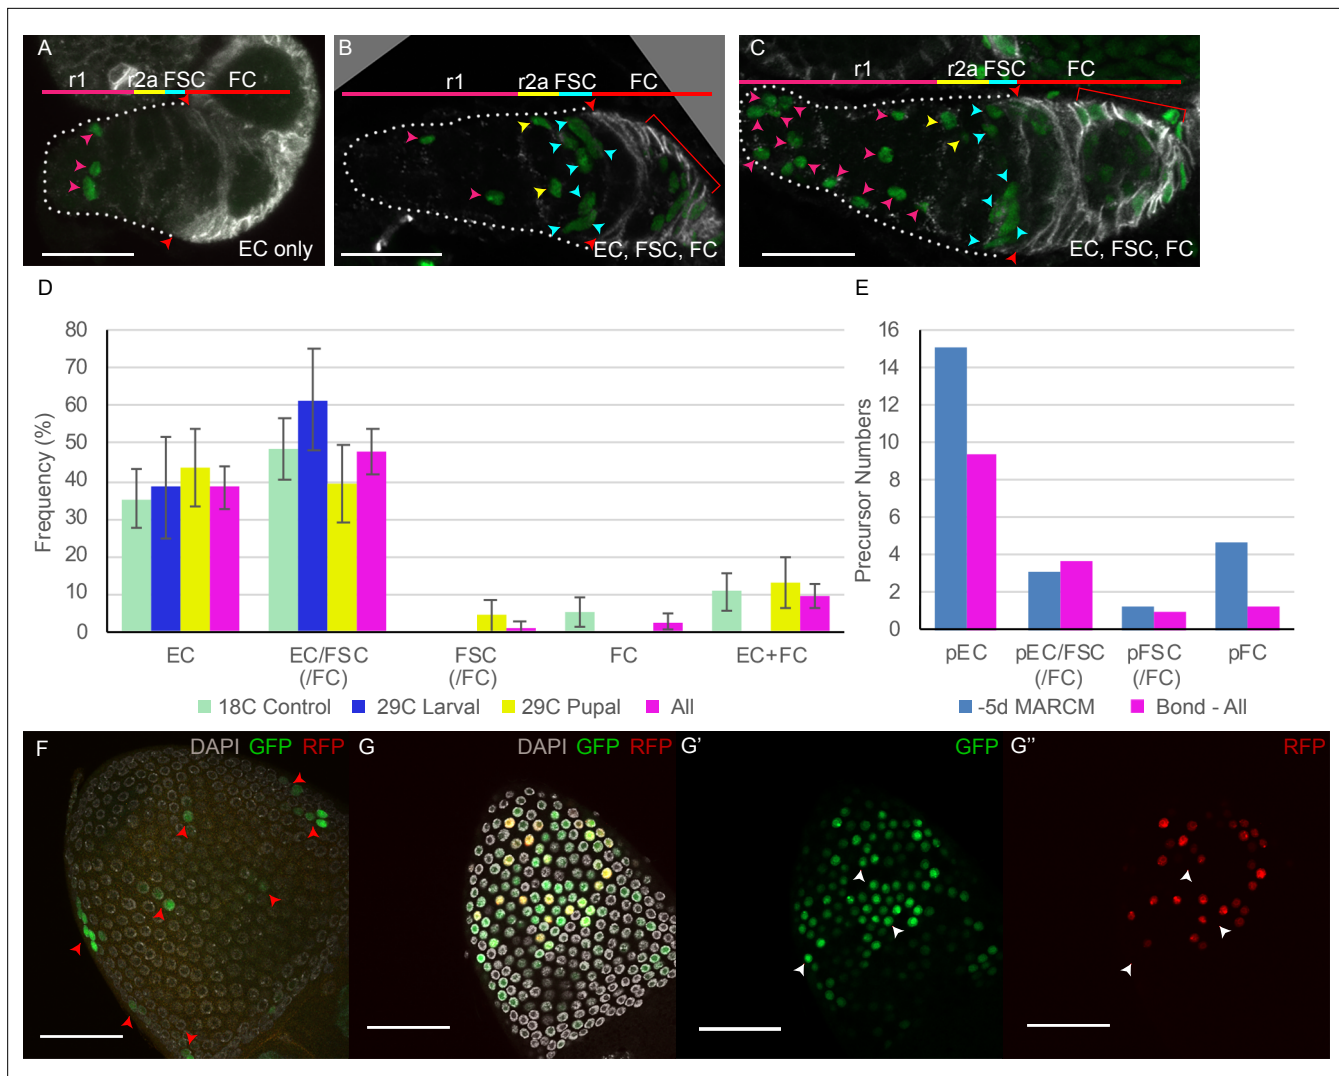 A
r1 r2a FSC FC
EC only
B
r1 r2a FSC FC
EC, FSC, FC
C
r1 r2a FSC FC
EC, FSC, FC
D
Frequency (%)
80
70
60
50
40
30
20
10
0
EC
EC/FSC
(/FC)
FSC
(/FC)
FC
EC+FC
18C Control 29C Larval 29C Pupal All
E
Precursor Numbers
16
14
12
10
8
6
4
2
0
pEC
pEC/FSC
(/FC)
pFSC
(/FC)
pFC
-5d MARCM Bond - All
F
DAPI GFP RFP
G
DAPI GFP RFP
G'
GFP
G''
RFP